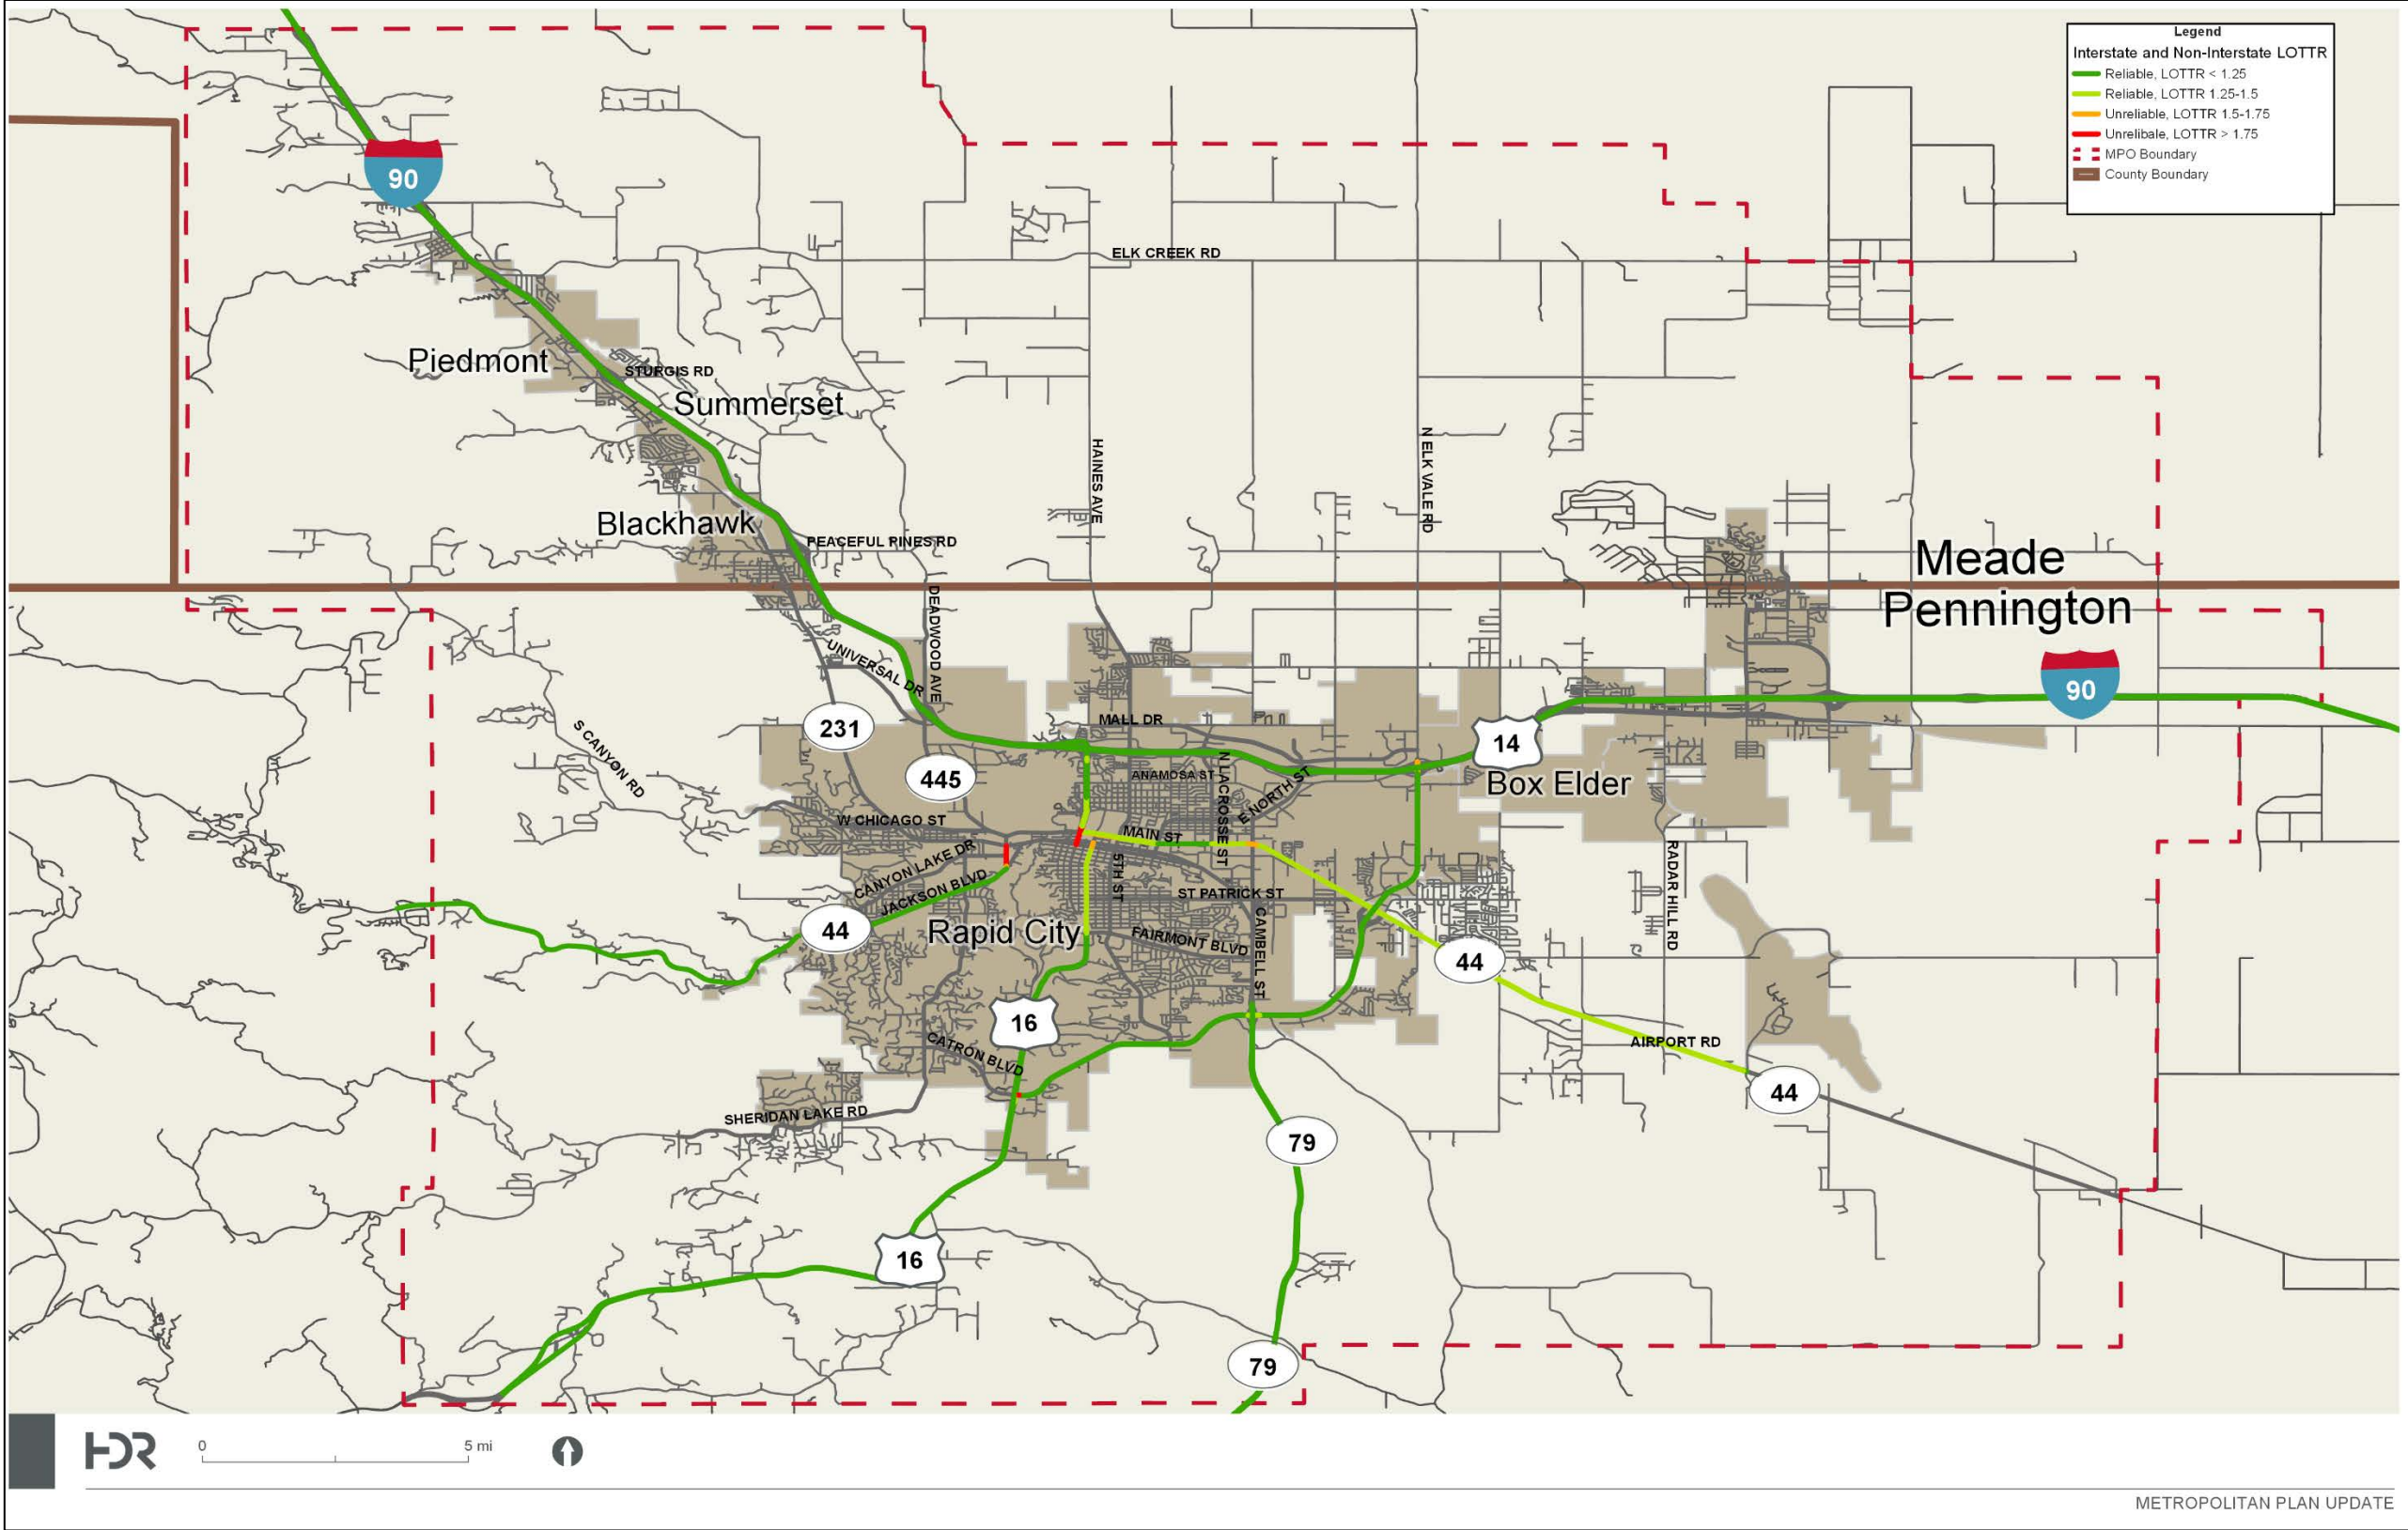 Legend
Interstate and Non-Interstate LOTTR
Reliable, LOTTR < 1.25
Reliable, LOTTR 1.25-1.5
Unreliable, LOTTR 1.5-1.75
Unrelibale, LOTTR > 1.75
MPO Boundary
County Boundary
90
ELK CREEK RD
Piedmont
STURGIS RD
Summerset
HAINES AVE
N ELK VALE RD
Blackhawk
PEACEFUL PINES RD
Meade
Pennington
DEADWOOD AVE
UNIVERSAL DR
90
231
MALL DR
S CANYON RD
14
445
ANAMOSA ST
N LACROSSE ST
E NORTH ST
Box Elder
W CHICAGO ST
MAIN ST
CANYON LAKE DR
JACKSON BLVD
5TH ST
ST PATRICK ST
RADAR HILL RD
44
Rapid City
FAIRMONT BLVD
CAMBELL ST
44
16
CATRON BLVD
AIRPORT RD
44
SHERIDAN LAKE RD
79
16
79
HDR
0
5 mi
METROPOLITAN PLAN UPDATE